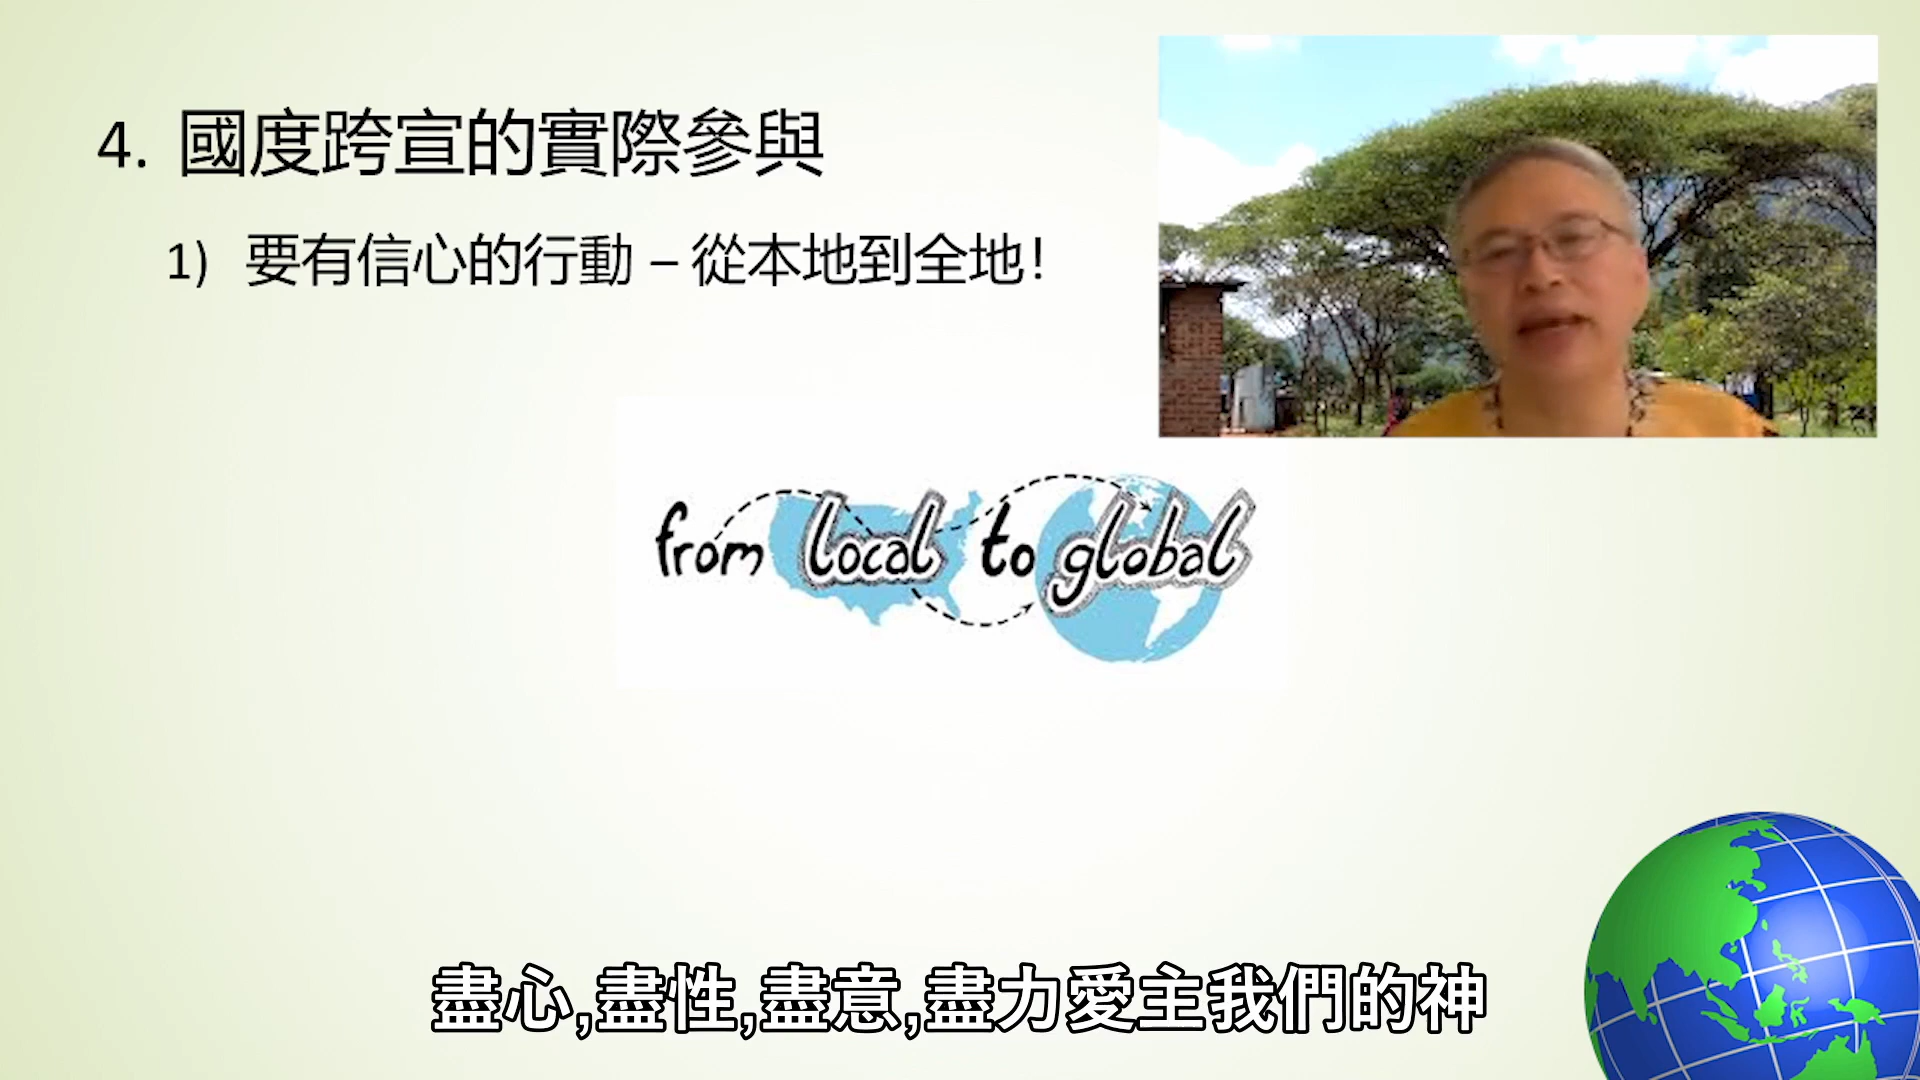 4. 國度跨宣的實際參與
1) 要有信心的行動 – 從本地到全地!
from local to global
盡心,盡性,盡意,盡力愛主我們的神